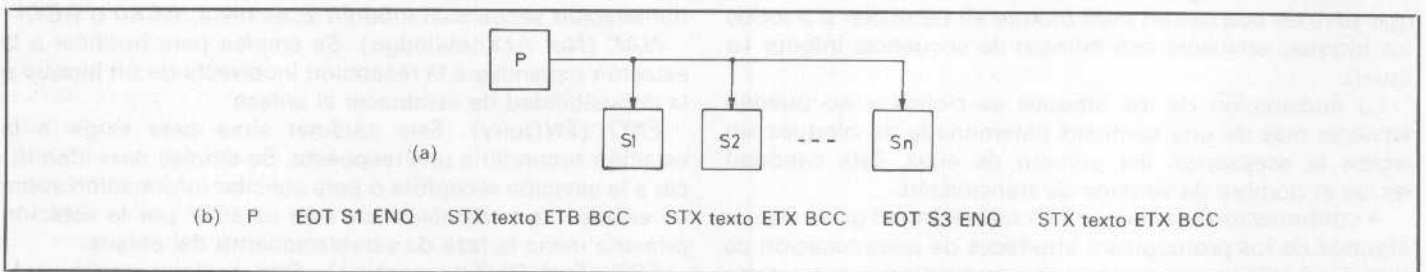 P
S1 S2 --- Sn
(a)
(b) P EOT S1 ENQ STX texto ETB BCC STX texto ETX BCC EOT S3 ENQ STX texto ETX BCC